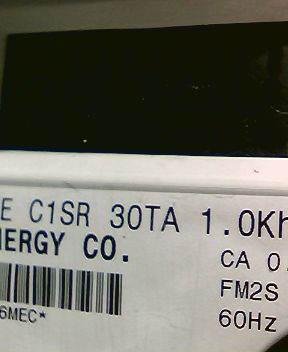 E C1SR 30TA 1.0Kh
NERGY CO.
CA 0.
FM2S
6MEC*
60Hz